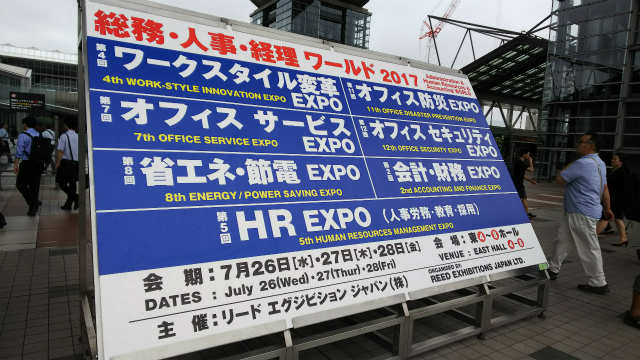 総務・人事・経理 ワールド 2017
Administration &
Human Resources &
Accounting WORLD
第4回 ワークスタイル変革 EXPO
4th WORK-STYLE INNOVATION EXPO
オフィス防災 EXPO
11th OFFICE DISASTER PREVENTION EXPO
第7回 オフィス サービス EXPO
7th OFFICE SERVICE EXPO
第12回 オフィス セキュリティ EXPO
12th OFFICE SECURITY EXPO
第8回 省エネ・節電 EXPO
8th ENERGY / POWER SAVING EXPO
第2回 会計・財務 EXPO
2nd ACCOUNTING AND FINANCE EXPO
第5回 HR EXPO (人事労務・教育・採用)
5th HUMAN RESOURCES MANAGEMENT EXPO
会 期 : 7月26日[水]・27日[木]・28日[金]
DATES : July 26(Wed)・27(Thur)・28(Fri)
主 催 : リード エグジビション ジャパン(株)
会 場 : 東 ~ ホール
VENUE : EAST HALL
ORGANISED BY:
REED EXHIBITIONS JAPAN LTD.